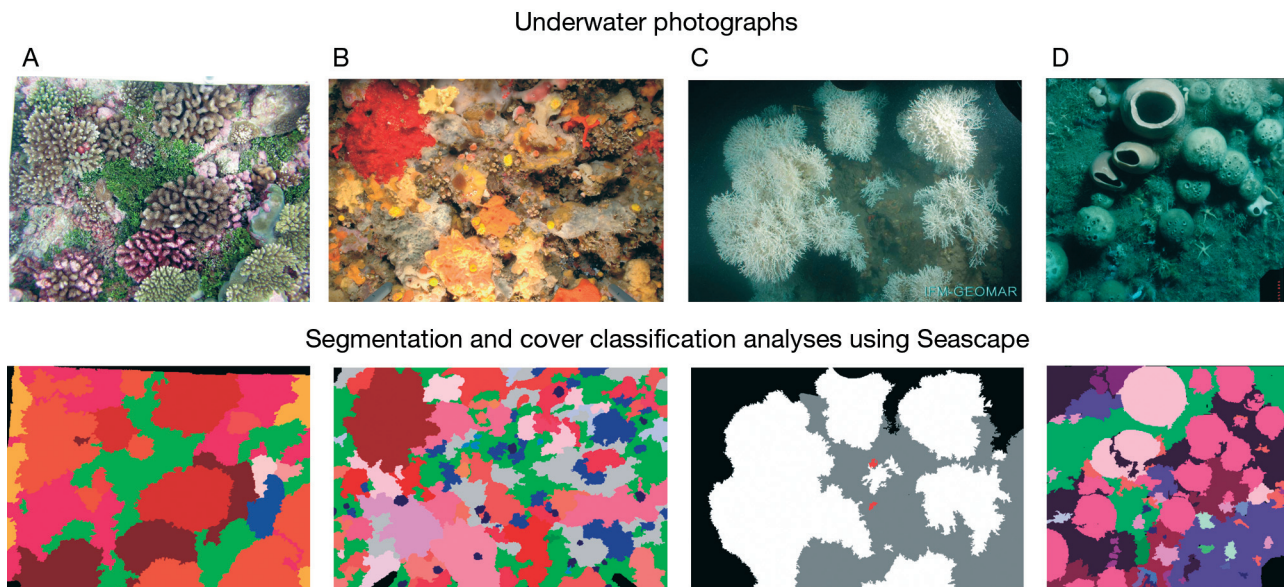 Underwater photographs
A
B
C
D
IFM-GEOMAR
Segmentation and cover classification analyses using Seascape